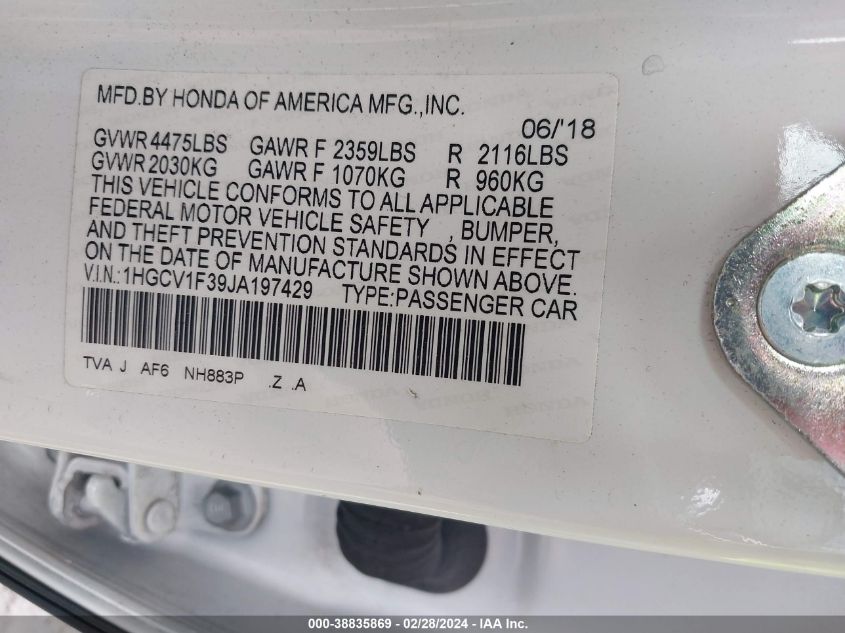 MFD.BY HONDA OF AMERICA MFG.,INC.
06/'18
GVWR 4475LBS GAWR F 2359LBS R 2116LBS
GVWR 2030KG GAWR F 1070KG R 960KG
THIS VEHICLE CONFORMS TO ALL APPLICABLE
FEDERAL MOTOR VEHICLE SAFETY , BUMPER,
AND THEFT PREVENTION STANDARDS IN EFFECT
ON THE DATE OF MANUFACTURE SHOWN ABOVE.
V.I.N.:1HGCV1F39JA197429 TYPE:PASSENGER CAR
TVA J AF6 NH883P .Z .A
000-38835869 - 02/28/2024 - IAA Inc.